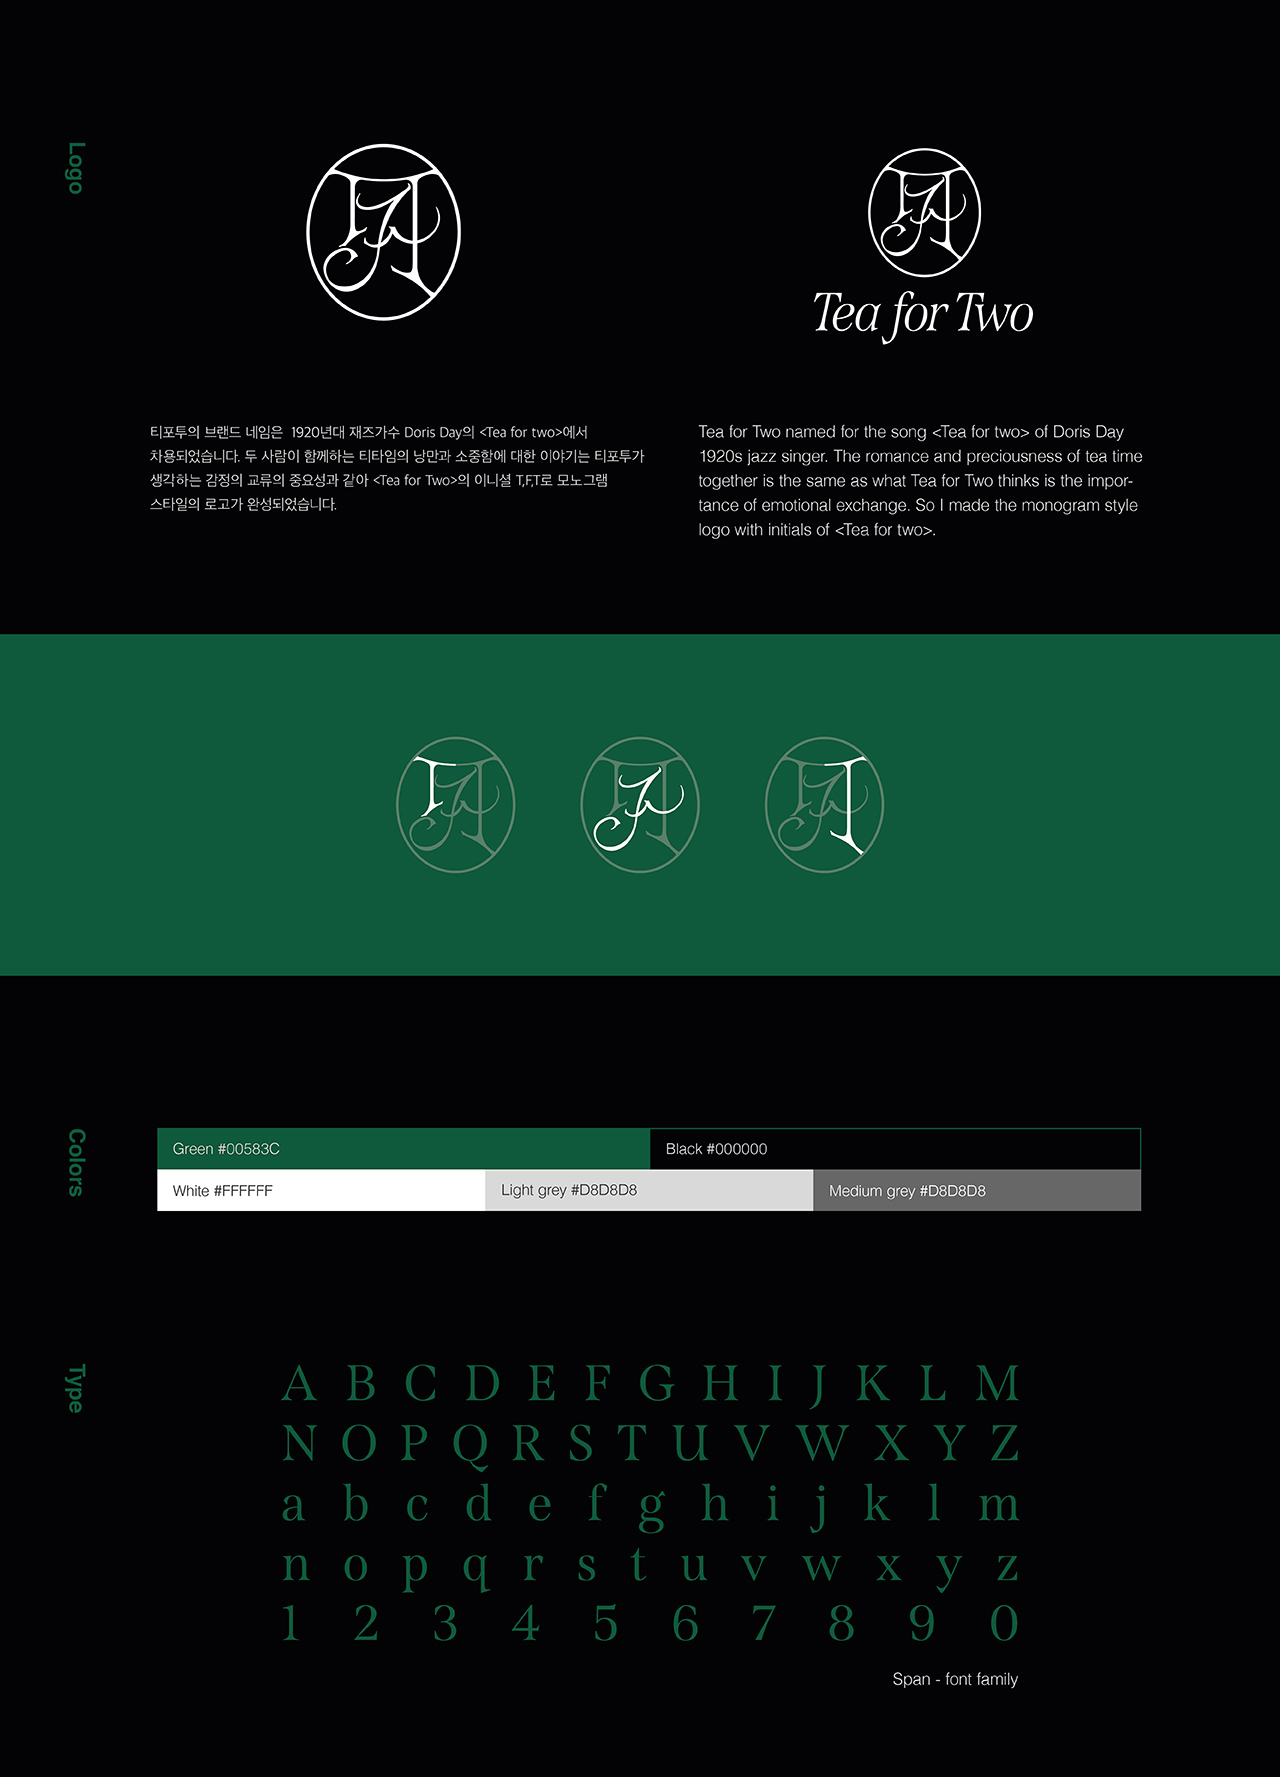 Logo
Tea for Two
티포투의 브랜드 네임은 1920년대 재즈가수 Doris Day의 <Tea for two>에서
차용되었습니다. 두 사람이 함께하는 티타임의 낭만과 소중함에 대한 이야기는 티포투가
생각하는 감정의 교류의 중요성과 같아 <Tea for Two>의 이니셜 T,F,T로 모노그램
스타일의 로고가 완성되었습니다.
Tea for Two named for the song <Tea for two> of Doris Day
1920s jazz singer. The romance and preciousness of tea time
together is the same as what Tea for Two thinks is the impor-
tance of emotional exchange. So I made the monogram style
logo with initials of <Tea for two>.
Colors
Green #00583C
Black #000000
White #FFFFFF
Light grey #D8D8D8
Medium grey #D8D8D8
Type
A B C D E F G H I J K L M
N O P Q R S T U V W X Y Z
a b c d e f g h i j k l m
n o p q r s t u v w x y z
1 2 3 4 5 6 7 8 9 0
Span - font family